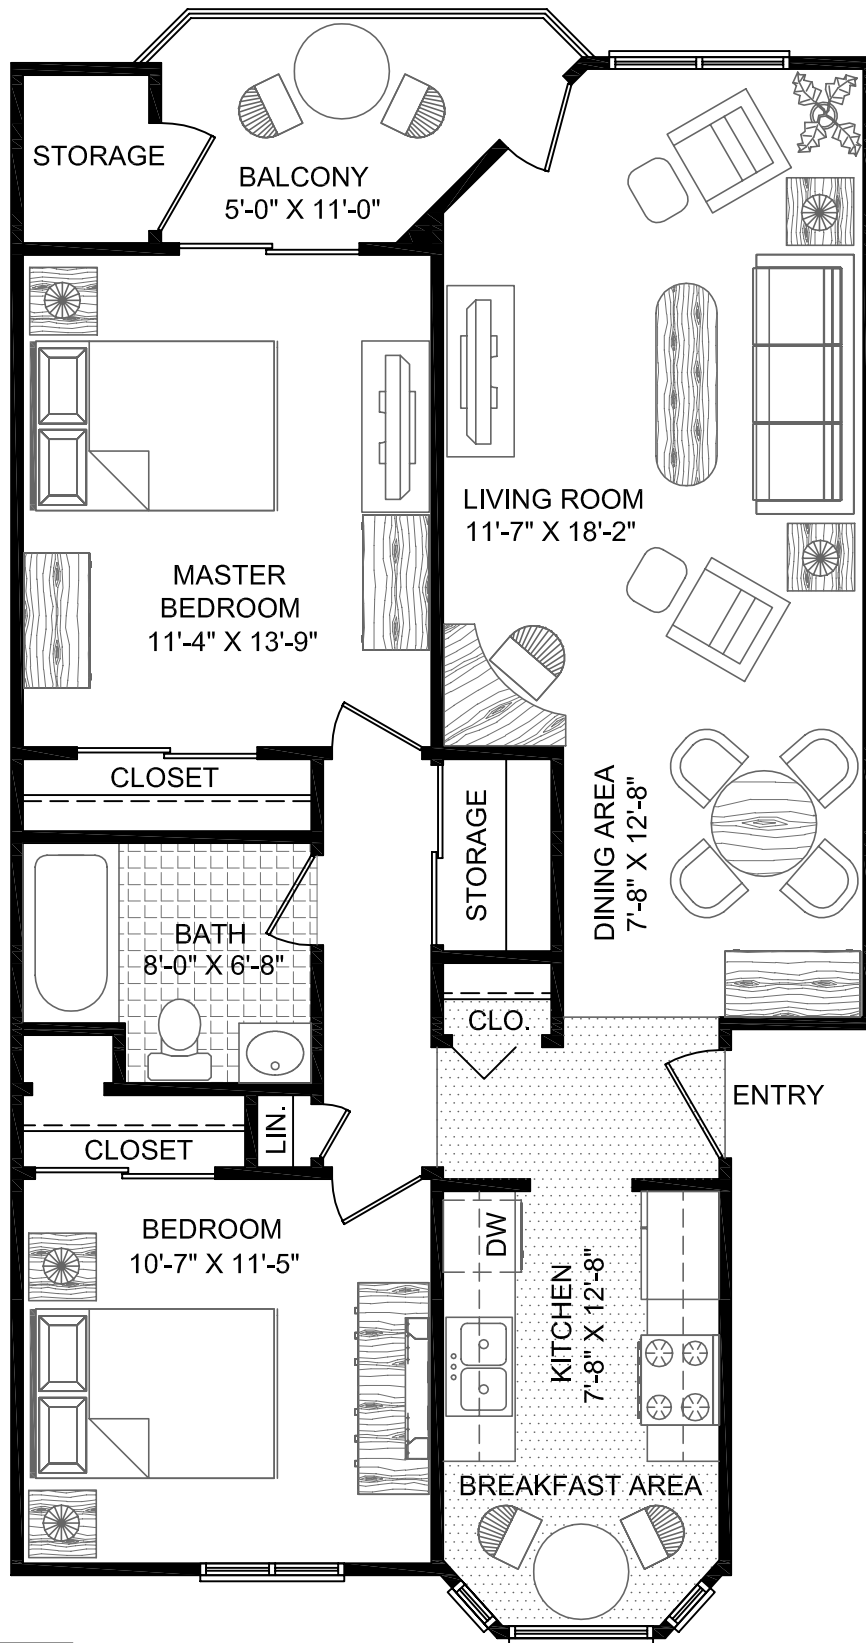 STORAGE
BALCONY
5'-0" X 11'-0"
LIVING ROOM
11'-7" X 18'-2"
MASTER
BEDROOM
11'-4" X 13'-9"
CLOSET
STORAGE
DINING AREA
7'-8" X 12'-8"
BATH
8'-0" X 6'-8"
CLO.
ENTRY
LIN.
CLOSET
BEDROOM
10'-7" X 11'-5"
DW
KITCHEN
7'-8" X 12'-8"
BREAKFAST AREA